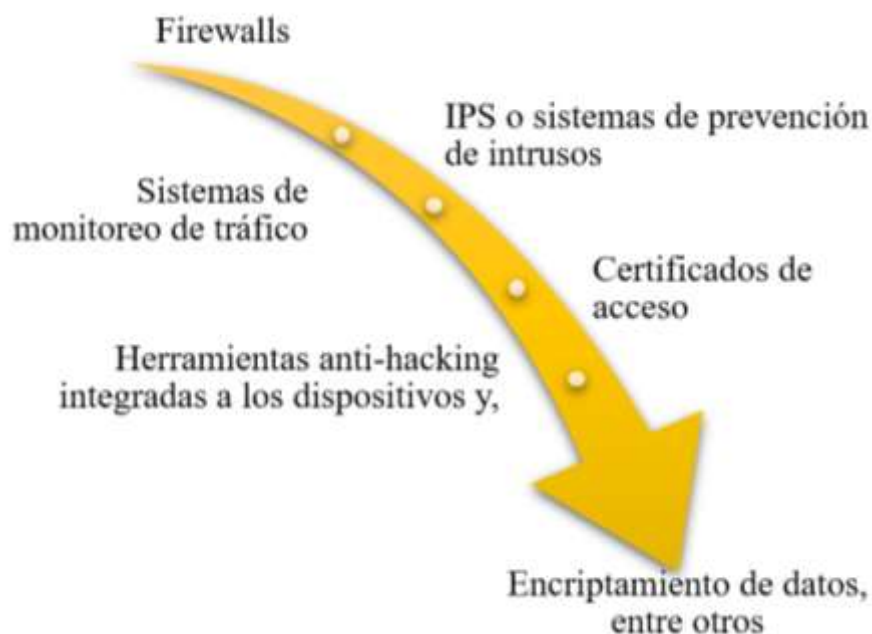 Firewalls
IPS o sistemas de prevención
de intrusos
Sistemas de
monitoreo de tráfico
Certificados de
acceso
Herramientas anti-hacking
integradas a los dispositivos y,
Encriptamiento de datos,
entre otros